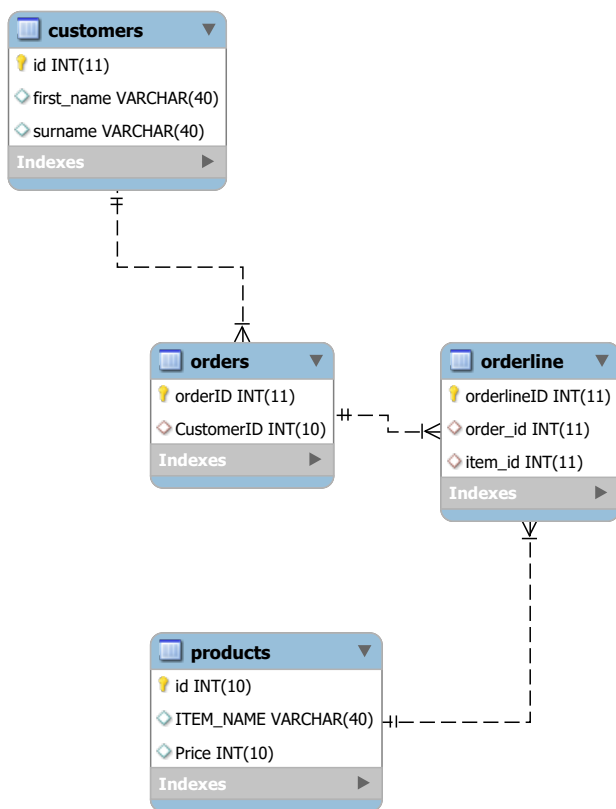 customers
id INT(11)
first_name VARCHAR(40)
surname VARCHAR(40)
Indexes
orders
orderID INT(11)
CustomerID INT(10)
Indexes
orderline
orderlineID INT(11)
order_id INT(11)
item_id INT(11)
Indexes
products
id INT(10)
ITEM_NAME VARCHAR(40)
Price INT(10)
Indexes